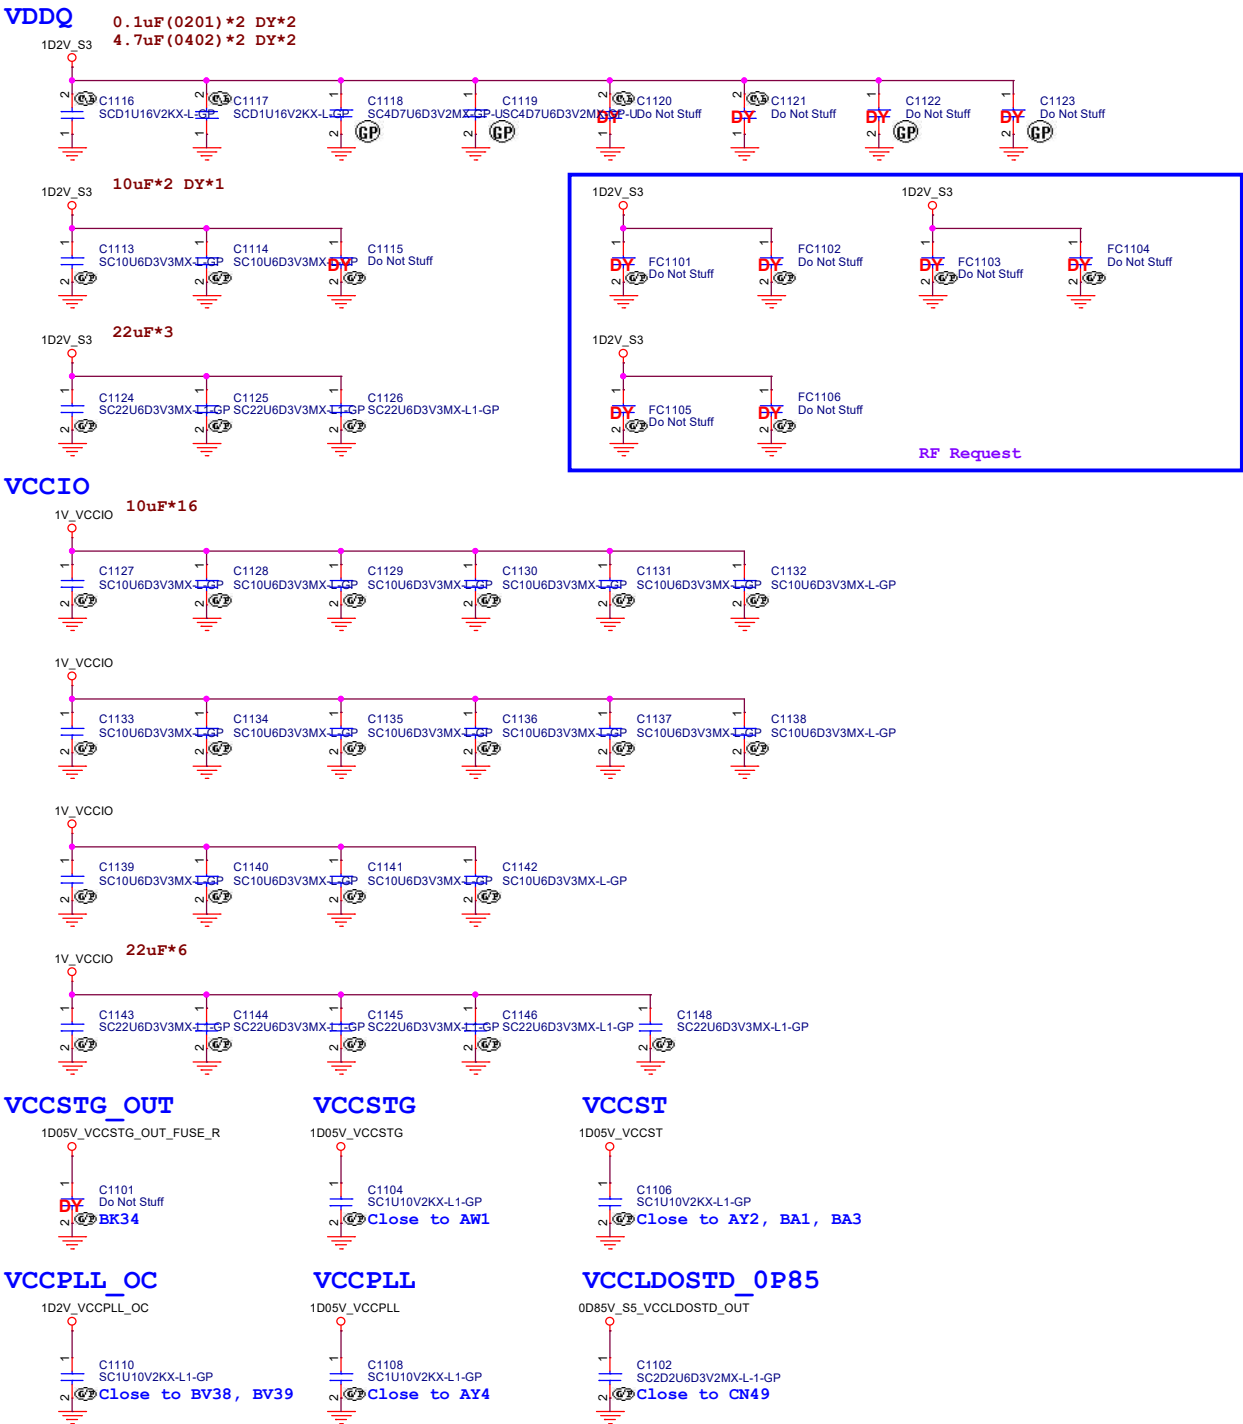 VDDQ
0.1uF(0201)*2 DY*2
4.7uF(0402)*2 DY*2
1D2V_S3
C1116
SCD1U16V2KX-L-GP
C1117
SCD1U16V2KX-L-GP
C1118
SC4D7U6D3V2MX-GP-U
C1119
SC4D7U6D3V2MX-GP-U
C1120
Do Not Stuff
DY
C1121
Do Not Stuff
DY
C1122
Do Not Stuff
DY
C1123
Do Not Stuff
DY
1D2V_S3
10uF*2 DY*1
C1113
SC10U6D3V3MX-L-GP
C1114
SC10U6D3V3MX-L-GP
C1115
Do Not Stuff
DY
1D2V_S3
22uF*3
C1124
SC22U6D3V3MX-L1-GP
C1125
SC22U6D3V3MX-L1-GP
C1126
SC22U6D3V3MX-L1-GP
1D2V_S3
FC1101
Do Not Stuff
DY
FC1102
Do Not Stuff
DY
1D2V_S3
FC1103
Do Not Stuff
DY
FC1104
Do Not Stuff
DY
1D2V_S3
FC1105
Do Not Stuff
DY
FC1106
Do Not Stuff
DY
RF Request
VCCIO
1V_VCCIO
10uF*16
C1127
SC10U6D3V3MX-L-GP
C1128
SC10U6D3V3MX-L-GP
C1129
SC10U6D3V3MX-L-GP
C1130
SC10U6D3V3MX-L-GP
C1131
SC10U6D3V3MX-L-GP
C1132
SC10U6D3V3MX-L-GP
1V_VCCIO
C1133
SC10U6D3V3MX-L-GP
C1134
SC10U6D3V3MX-L-GP
C1135
SC10U6D3V3MX-L-GP
C1136
SC10U6D3V3MX-L-GP
C1137
SC10U6D3V3MX-L-GP
C1138
SC10U6D3V3MX-L-GP
1V_VCCIO
C1139
SC10U6D3V3MX-L-GP
C1140
SC10U6D3V3MX-L-GP
C1141
SC10U6D3V3MX-L-GP
C1142
SC10U6D3V3MX-L-GP
1V_VCCIO
22uF*6
C1143
SC22U6D3V3MX-L1-GP
C1144
SC22U6D3V3MX-L1-GP
C1145
SC22U6D3V3MX-L1-GP
C1146
SC22U6D3V3MX-L1-GP
C1148
SC22U6D3V3MX-L1-GP
VCCSTG_OUT
1D05V_VCCSTG_OUT_FUSE_R
C1101
Do Not Stuff
DY
BK34
VCCSTG
1D05V_VCCSTG
C1104
SC1U10V2KX-L1-GP
Close to AW1
VCCST
1D05V_VCCST
C1106
SC1U10V2KX-L1-GP
Close to AY2, BA1, BA3
VCCPLL_OC
1D2V_VCCPLL_OC
C1110
SC1U10V2KX-L1-GP
Close to BV38, BV39
VCCPLL
1D05V_VCCPLL
C1108
SC1U10V2KX-L1-GP
Close to AY4
VCCLDOSTD_0P85
0D85V_S5_VCCLDOSTD_OUT
C1102
SC2D2U6D3V2MX-L-1-GP
Close to CN49